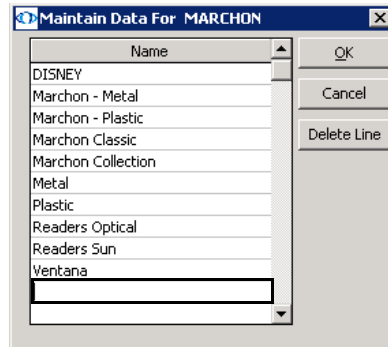 Maintain Data For MARCHON
Name
DISNEY
Marchon - Metal
Marchon - Plastic
Marchon Classic
Marchon Collection
Metal
Plastic
Readers Optical
Readers Sun
Ventana
OK
Cancel
Delete Line